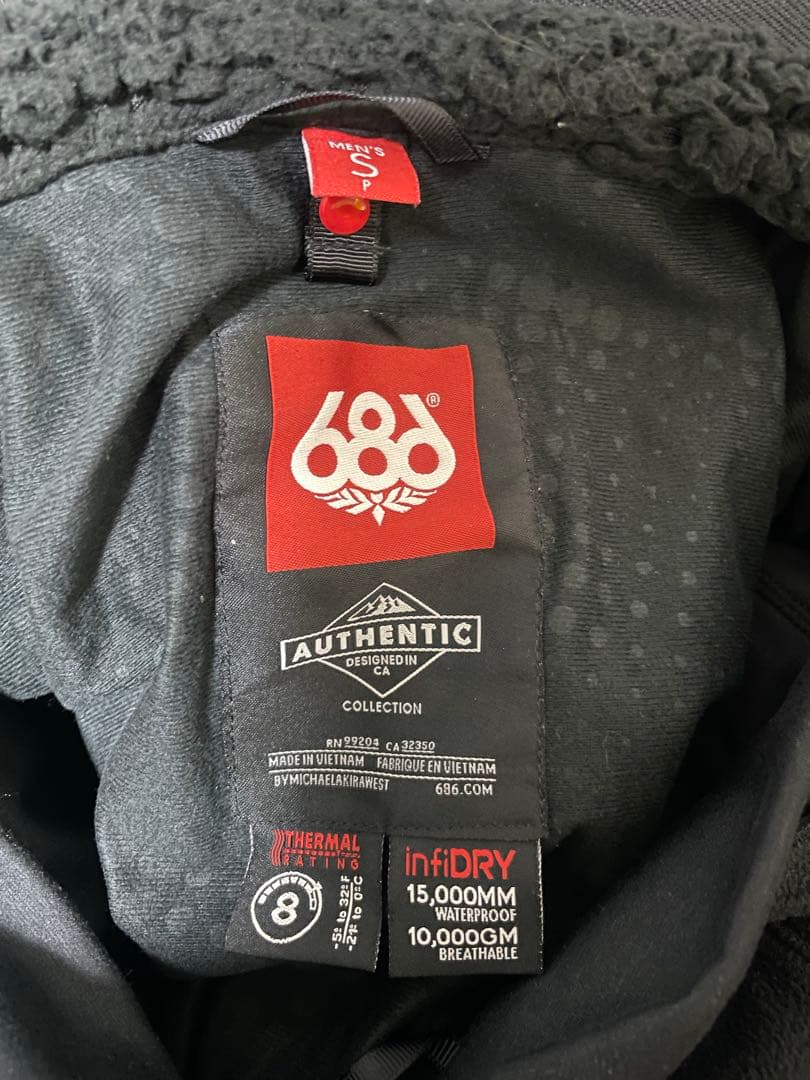 MEN'S
S
P
686®
AUTHENTIC
DESIGNED IN
CA
COLLECTION
RN 99204 CA 32350
MADE IN VIETNAM FABRIQUE EN VIETNAM
BYMICHAELAKIRAWEST 686.COM
THERMAL
RATING
8
-5° to 32° F
-21° to 0° C
infiDRY
15,000MM
WATERPROOF
10,000GM
BREATHABLE